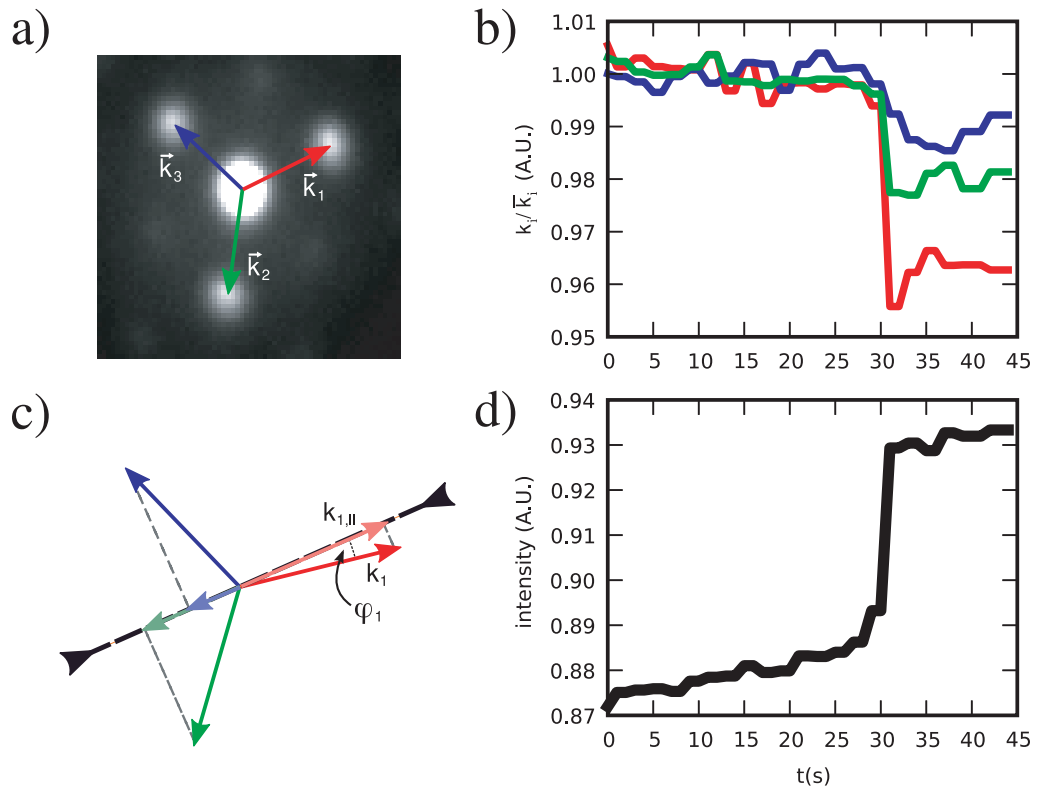 a)
k⃗₃
k⃗₁
k⃗₂
b)
1.01
1.00
0.99
0.98
0.97
0.96
0.95
kᵢ/k̅ᵢ (A.U.)
0 5 10 15 20 25 30 35 40 45
c)
k₁,ıı
k₁
φ₁
d)
0.94
0.93
0.92
0.91
0.90
0.89
0.88
0.87
intensity (A.U.)
0 5 10 15 20 25 30 35 40 45
t(s)